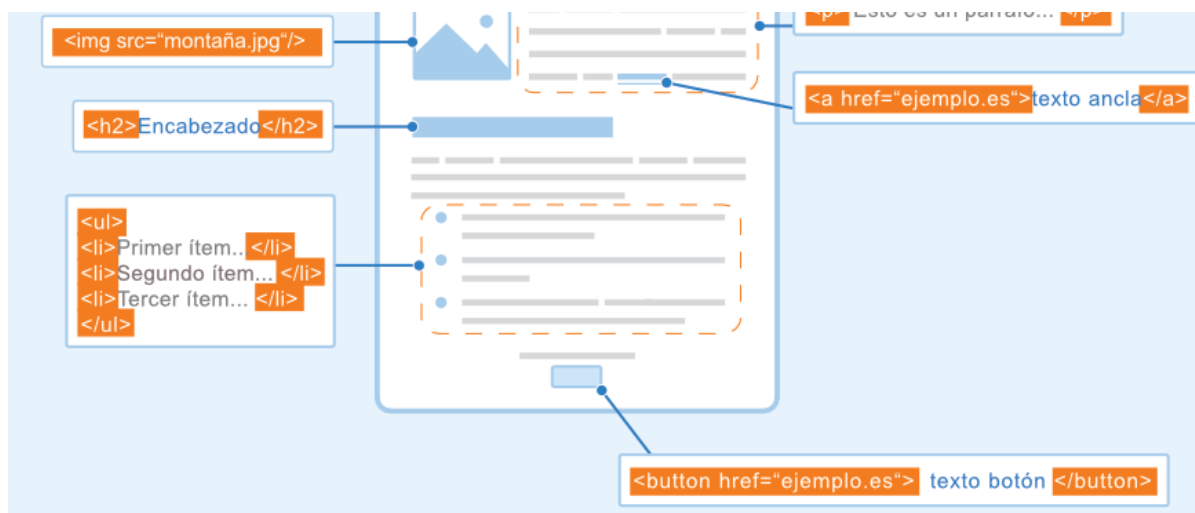 <img src="montaña.jpg"/>
<p> Esto es un párrafo... </p>
<a href="ejemplo.es">texto ancla</a>
<h2>Encabezado</h2>
<ul>
<li>Primer ítem... </li>
<li>Segundo ítem... </li>
<li>Tercer ítem... </li>
</ul>
<button href="ejemplo.es"> texto botón </button>